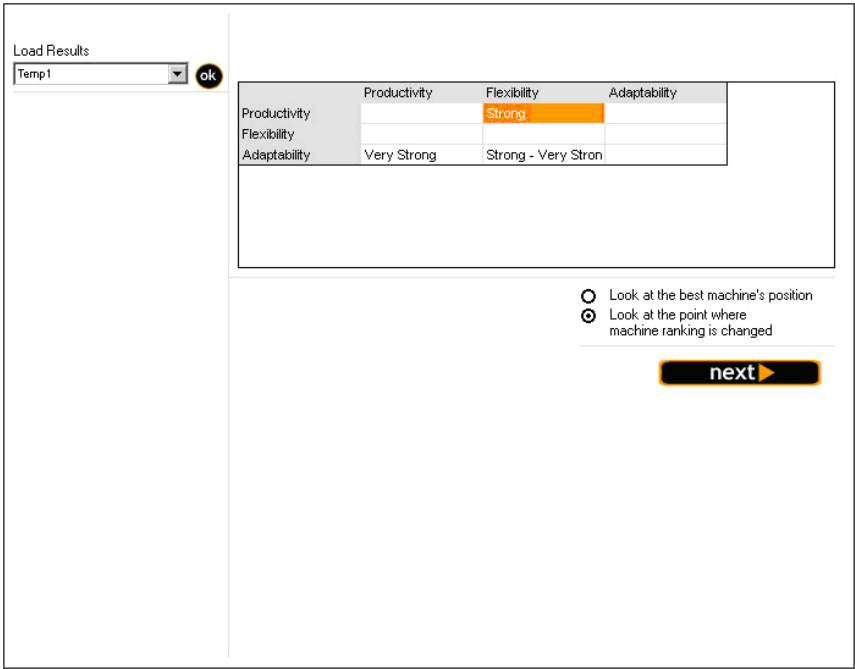 Load Results
Temp1
ok
Productivity Flexibility Adaptability
Productivity Strong
Flexibility
Adaptability Very Strong Strong - Very Stron
Look at the best machine's position
Look at the point where
machine ranking is changed
next